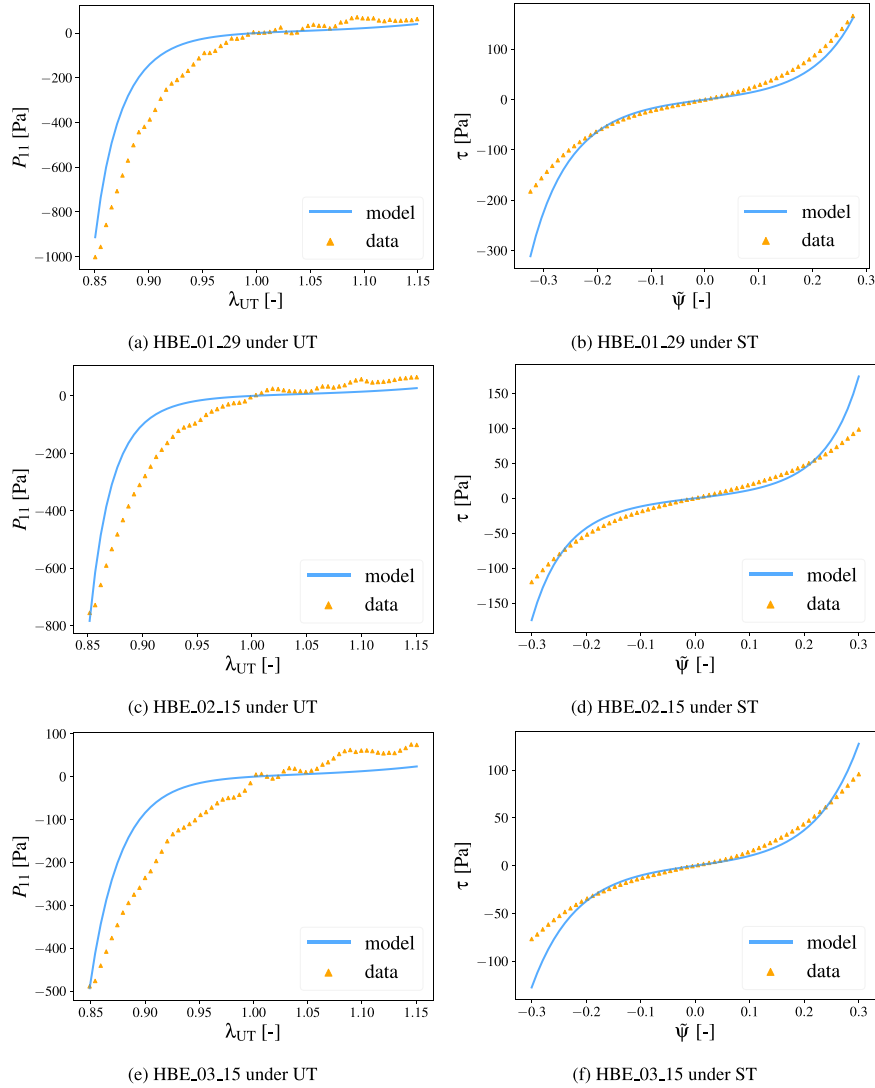 0
−200
−400
−600
−800
−1000
P₁₁ [Pa]
model
data
0.85 0.90 0.95 1.00 1.05 1.10 1.15
λ_UT [-]
(a) HBE_01_29 under UT
100
0
−100
−200
−300
τ [Pa]
model
data
−0.3 −0.2 −0.1 0.0 0.1 0.2 0.3
ψ̃ [-]
(b) HBE_01_29 under ST
0
−200
−400
−600
−800
P₁₁ [Pa]
model
data
0.85 0.90 0.95 1.00 1.05 1.10 1.15
λ_UT [-]
(c) HBE_02_15 under UT
150
100
50
0
−50
−100
−150
τ [Pa]
model
data
−0.3 −0.2 −0.1 0.0 0.1 0.2 0.3
ψ̃ [-]
(d) HBE_02_15 under ST
100
0
−100
−200
−300
−400
−500
P₁₁ [Pa]
model
data
0.85 0.90 0.95 1.00 1.05 1.10 1.15
λ_UT [-]
(e) HBE_03_15 under UT
100
50
0
−50
−100
τ [Pa]
model
data
−0.3 −0.2 −0.1 0.0 0.1 0.2 0.3
ψ̃ [-]
(f) HBE_03_15 under ST